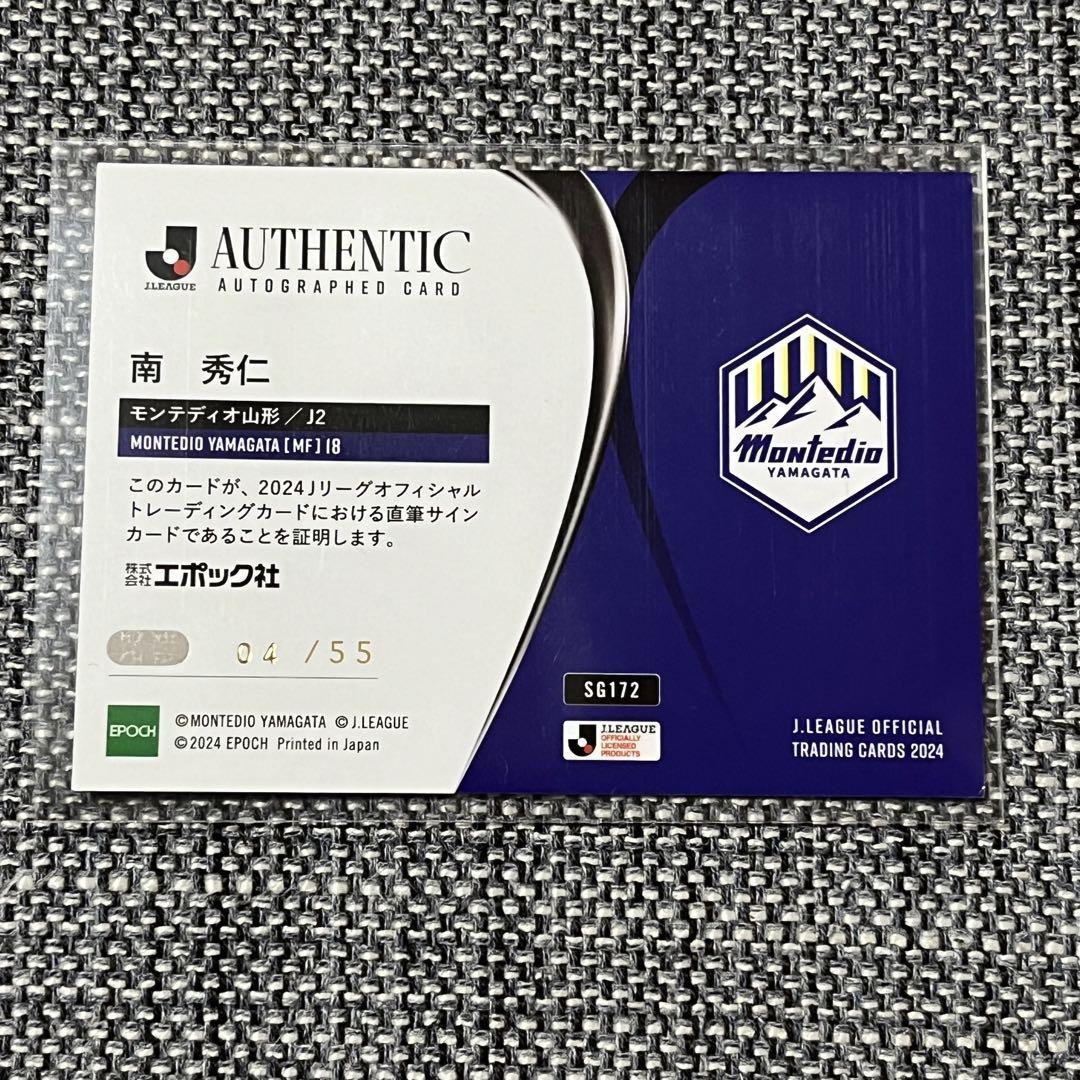 J.LEAGUE
AUTHENTIC
AUTOGRAPHED CARD
南 秀仁
モンテディオ山形／J2
MONTEDIO YAMAGATA [MF] 18
このカードが、2024Jリーグオフィシャル
トレーディングカードにおける直筆サイン
カードであることを証明します。
株式会社エポック社
04 /55
EPOCH
©MONTEDIO YAMAGATA ©J.LEAGUE
©2024 EPOCH Printed in Japan
Montedio
YAMAGATA
SG172
J.LEAGUE
OFFICIALLY
LICENSED
PRODUCTS
J.LEAGUE OFFICIAL
TRADING CARDS 2024